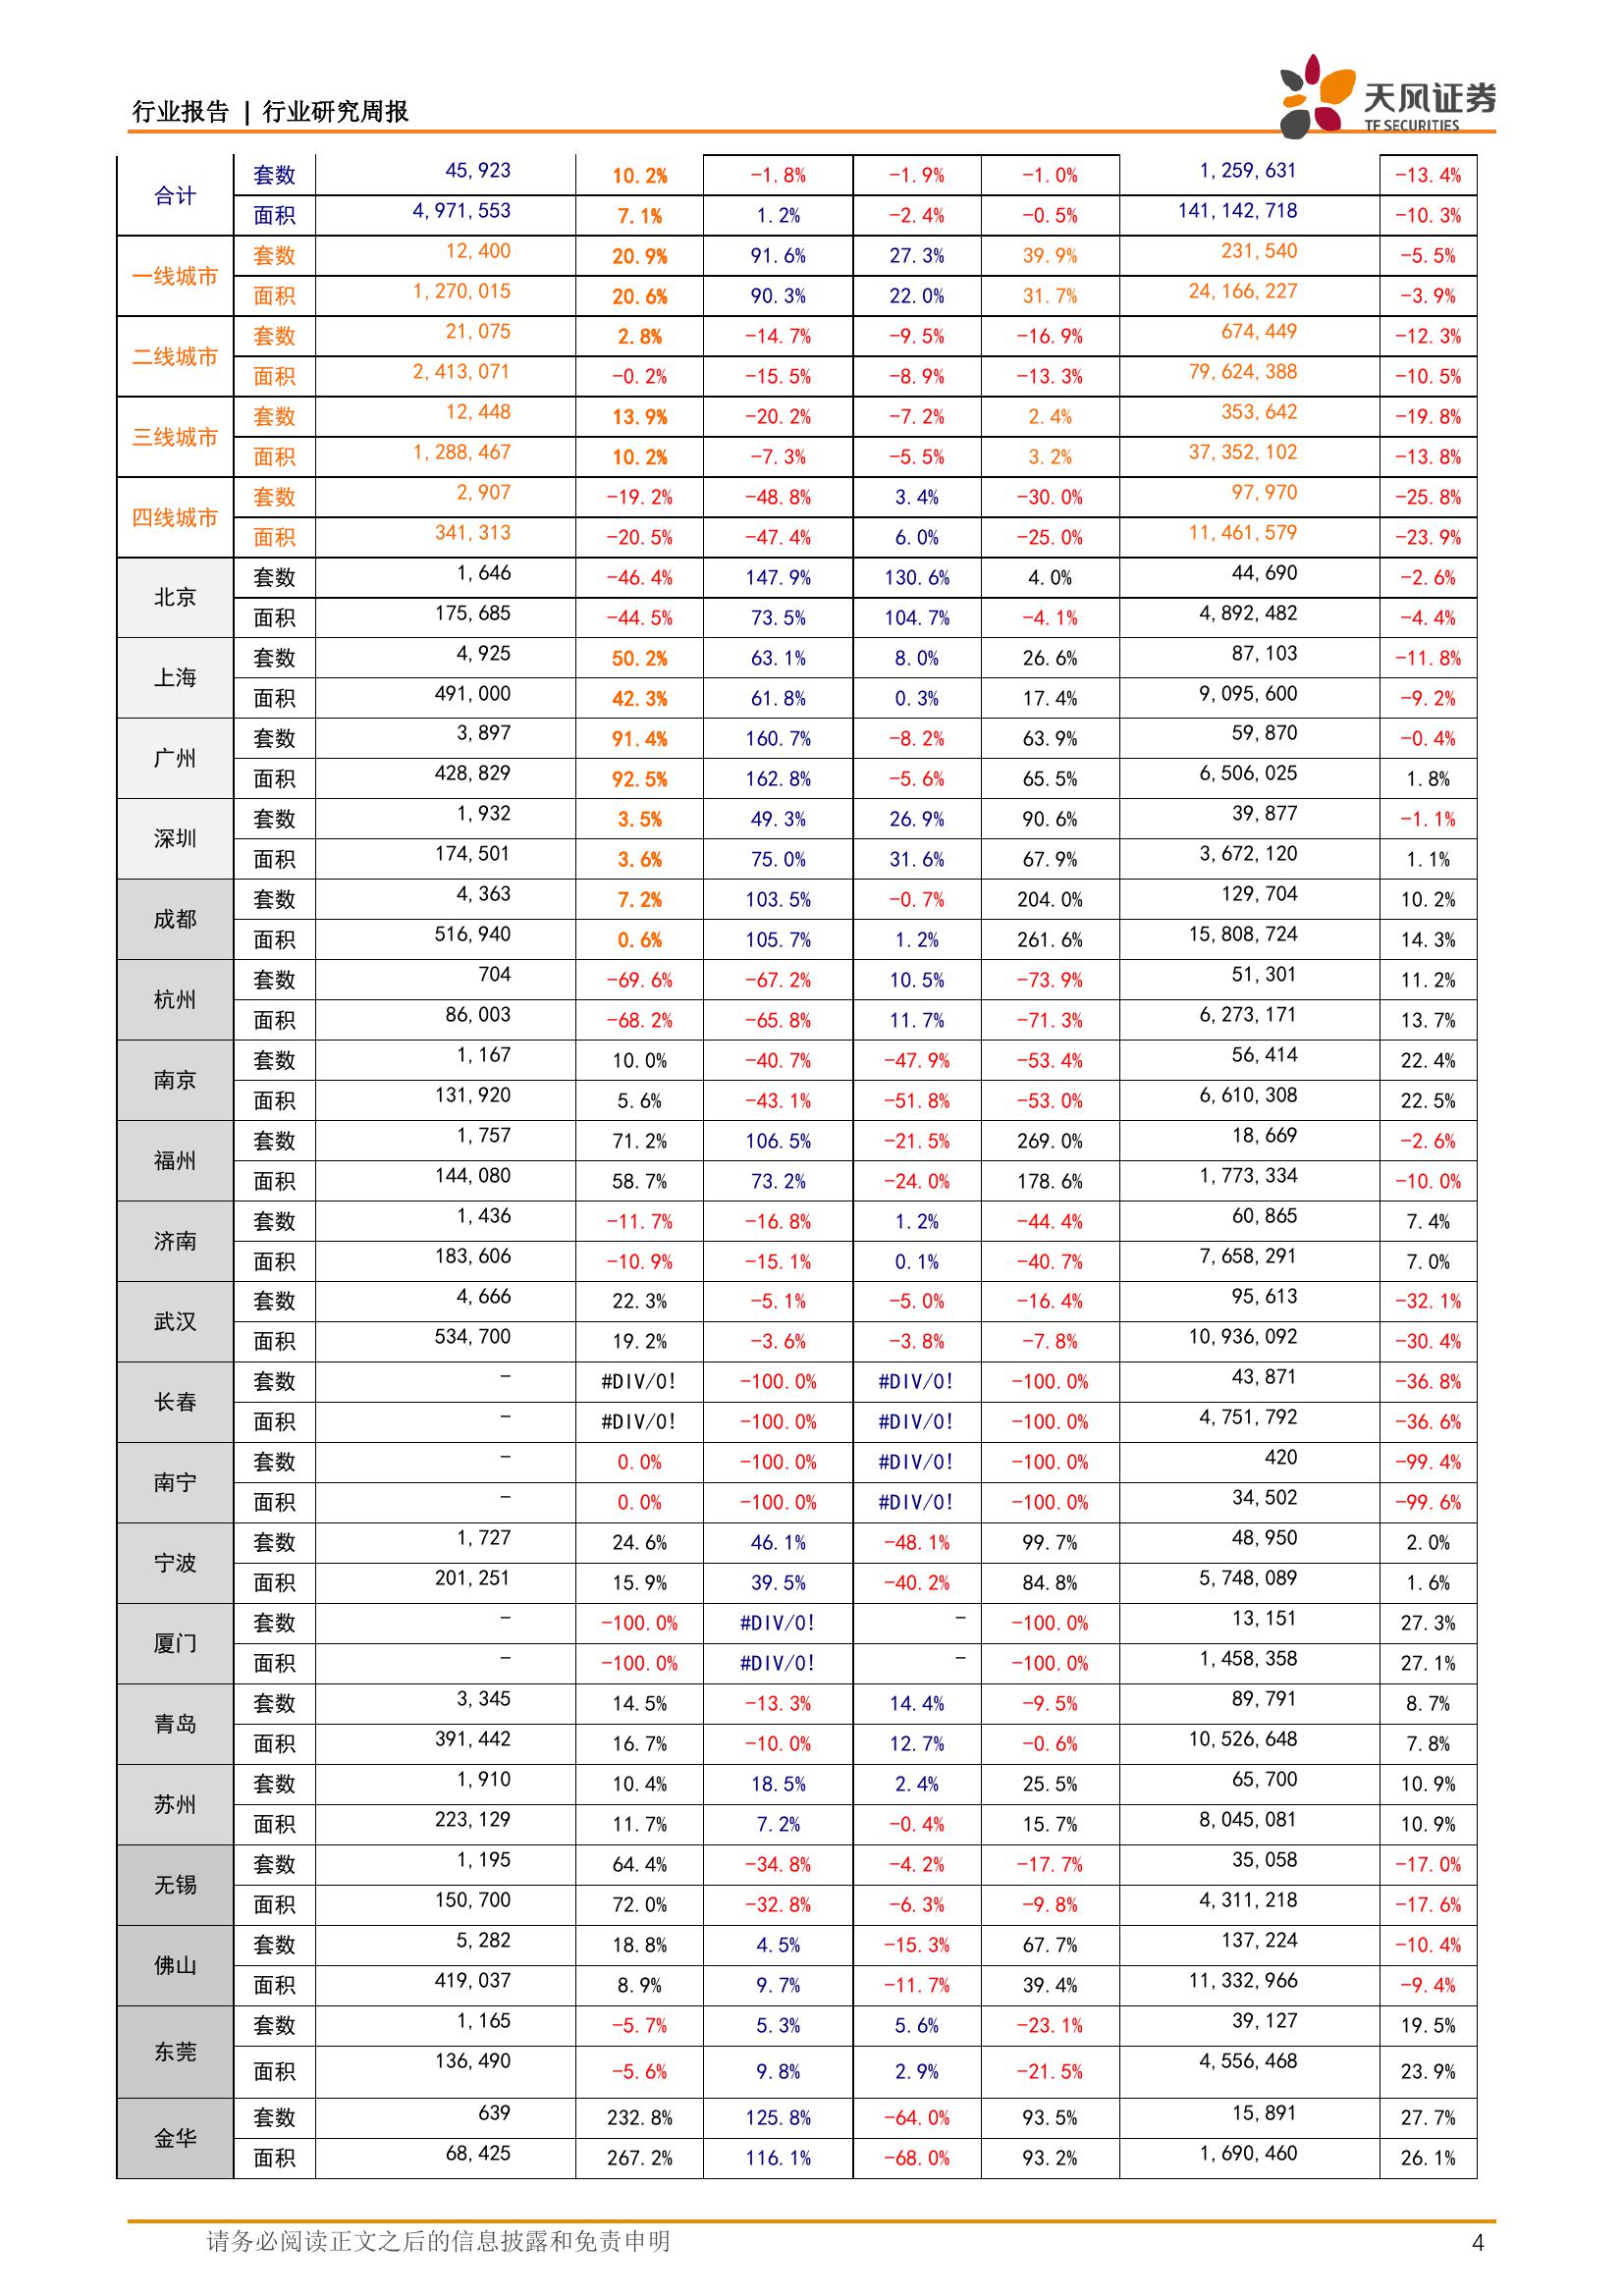 行业报告 | 行业研究周报
天风证券
TF SECURITIES
合计 套数 45,923 10.2% -1.8% -1.9% -1.0% 1,259,631 -13.4%
面积 4,971,553 7.1% 1.2% -2.4% -0.5% 141,142,718 -10.3%
一线城市 套数 12,400 20.9% 91.6% 27.3% 39.9% 231,540 -5.5%
面积 1,270,015 20.6% 90.3% 22.0% 31.7% 24,166,227 -3.9%
二线城市 套数 21,075 2.8% -14.7% -9.5% -16.9% 674,449 -12.3%
面积 2,413,071 -0.2% -15.5% -8.9% -13.3% 79,624,388 -10.5%
三线城市 套数 12,448 13.9% -20.2% -7.2% 2.4% 353,642 -19.8%
面积 1,288,467 10.2% -7.3% -5.5% 3.2% 37,352,102 -13.8%
四线城市 套数 2,907 -19.2% -48.8% 3.4% -30.0% 97,970 -25.8%
面积 341,313 -20.5% -47.4% 6.0% -25.0% 11,461,579 -23.9%
北京 套数 1,646 -46.4% 147.9% 130.6% 4.0% 44,690 -2.6%
面积 175,685 -44.5% 73.5% 104.7% -4.1% 4,892,482 -4.4%
上海 套数 4,925 50.2% 63.1% 8.0% 26.6% 87,103 -11.8%
面积 491,000 42.3% 61.8% 0.3% 17.4% 9,095,600 -9.2%
广州 套数 3,897 91.4% 160.7% -8.2% 63.9% 59,870 -0.4%
面积 428,829 92.5% 162.8% -5.6% 65.5% 6,506,025 1.8%
深圳 套数 1,932 3.5% 49.3% 26.9% 90.6% 39,877 -1.1%
面积 174,501 3.6% 75.0% 31.6% 67.9% 3,672,120 1.1%
成都 套数 4,363 7.2% 103.5% -0.7% 204.0% 129,704 10.2%
面积 516,940 0.6% 105.7% 1.2% 261.6% 15,808,724 14.3%
杭州 套数 704 -69.6% -67.2% 10.5% -73.9% 51,301 11.2%
面积 86,003 -68.2% -65.8% 11.7% -71.3% 6,273,171 13.7%
南京 套数 1,167 10.0% -40.7% -47.9% -53.4% 56,414 22.4%
面积 131,920 5.6% -43.1% -51.8% -53.0% 6,610,308 22.5%
福州 套数 1,757 71.2% 106.5% -21.5% 269.0% 18,669 -2.6%
面积 144,080 58.7% 73.2% -24.0% 178.6% 1,773,334 -10.0%
济南 套数 1,436 -11.7% -16.8% 1.2% -44.4% 60,865 7.4%
面积 183,606 -10.9% -15.1% 0.1% -40.7% 7,658,291 7.0%
武汉 套数 4,666 22.3% -5.1% -5.0% -16.4% 95,613 -32.1%
面积 534,700 19.2% -3.6% -3.8% -7.8% 10,936,092 -30.4%
长春 套数 - #DIV/0! -100.0% #DIV/0! -100.0% 43,871 -36.8%
面积 - #DIV/0! -100.0% #DIV/0! -100.0% 4,751,792 -36.6%
南宁 套数 - 0.0% -100.0% #DIV/0! -100.0% 420 -99.4%
面积 - 0.0% -100.0% #DIV/0! -100.0% 34,502 -99.6%
宁波 套数 1,727 24.6% 46.1% -48.1% 99.7% 48,950 2.0%
面积 201,251 15.9% 39.5% -40.2% 84.8% 5,748,089 1.6%
厦门 套数 - -100.0% #DIV/0! - -100.0% 13,151 27.3%
面积 - -100.0% #DIV/0! - -100.0% 1,458,358 27.1%
青岛 套数 3,345 14.5% -13.3% 14.4% -9.5% 89,791 8.7%
面积 391,442 16.7% -10.0% 12.7% -0.6% 10,526,648 7.8%
苏州 套数 1,910 10.4% 18.5% 2.4% 25.5% 65,700 10.9%
面积 223,129 11.7% 7.2% -0.4% 15.7% 8,045,081 10.9%
无锡 套数 1,195 64.4% -34.8% -4.2% -17.7% 35,058 -17.0%
面积 150,700 72.0% -32.8% -6.3% -9.8% 4,311,218 -17.6%
佛山 套数 5,282 18.8% 4.5% -15.3% 67.7% 137,224 -10.4%
面积 419,037 8.9% 9.7% -11.7% 39.4% 11,332,966 -9.4%
东莞 套数 1,165 -5.7% 5.3% 5.6% -23.1% 39,127 19.5%
面积 136,490 -5.6% 9.8% 2.9% -21.5% 4,556,468 23.9%
金华 套数 639 232.8% 125.8% -64.0% 93.5% 15,891 27.7%
面积 68,425 267.2% 116.1% -68.0% 93.2% 1,690,460 26.1%
请务必阅读正文之后的信息披露和免责申明 4